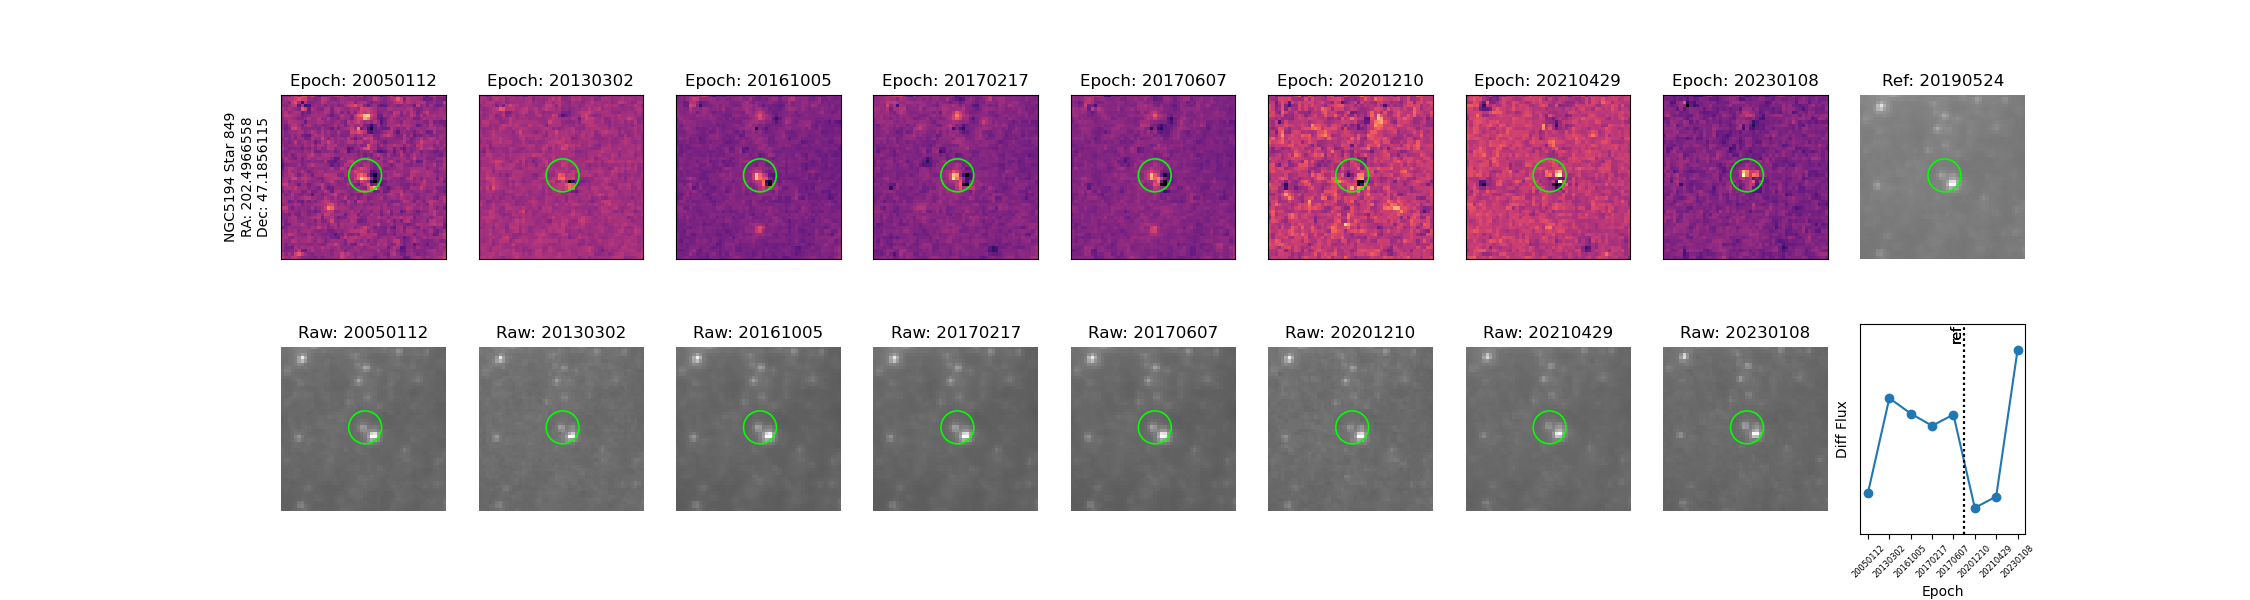 NGC5194 Star 849
RA: 202.4966558
Dec: 47.1856115
Epoch: 20050112
Epoch: 20130302
Epoch: 20161005
Epoch: 20170217
Epoch: 20170607
Epoch: 20201210
Epoch: 20210429
Epoch: 20230108
Ref: 20190524
Raw: 20050112
Raw: 20130302
Raw: 20161005
Raw: 20170217
Raw: 20170607
Raw: 20201210
Raw: 20210429
Raw: 20230108
ref
Diff Flux
20050112
20130302
20161005
20170217
20170607
20201210
20210429
20230108
Epoch